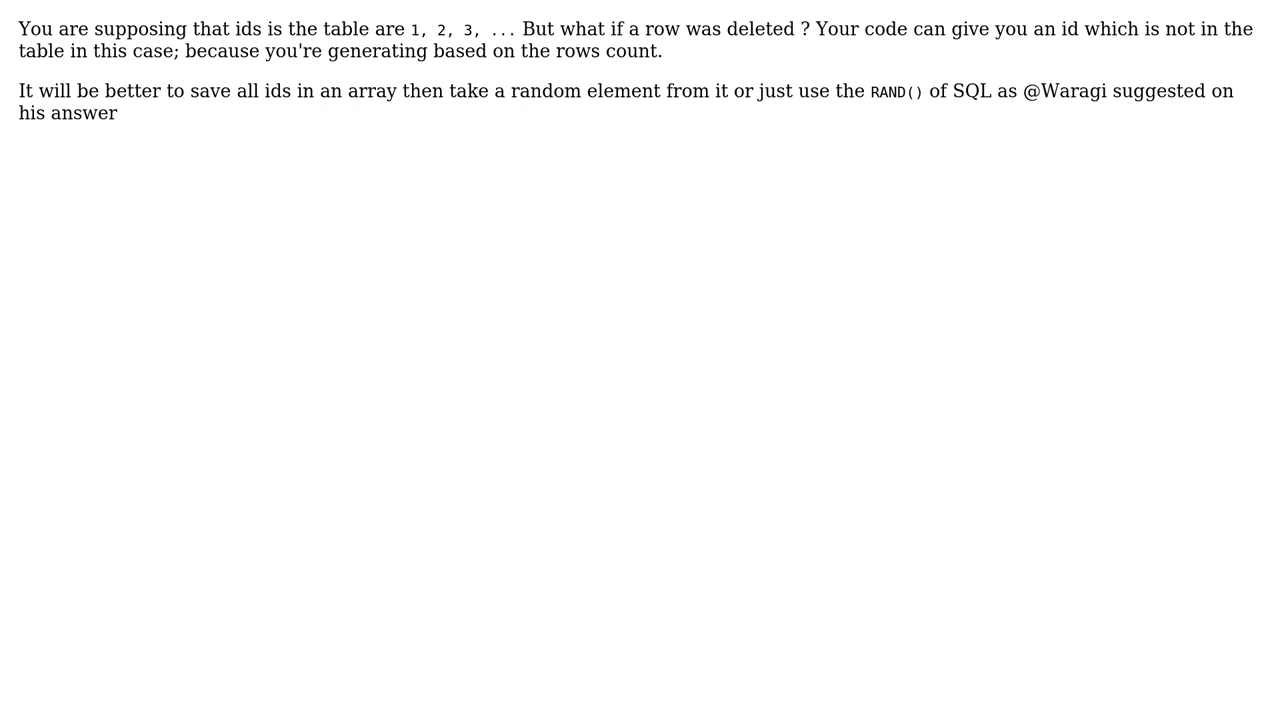 You are supposing that ids is the table are 1, 2, 3, ... But what if a row was deleted ? Your code can give you an id which is not in the
table in this case; because you're generating based on the rows count.
It will be better to save all ids in an array then take a random element from it or just use the RAND() of SQL as @Waragi suggested on
his answer